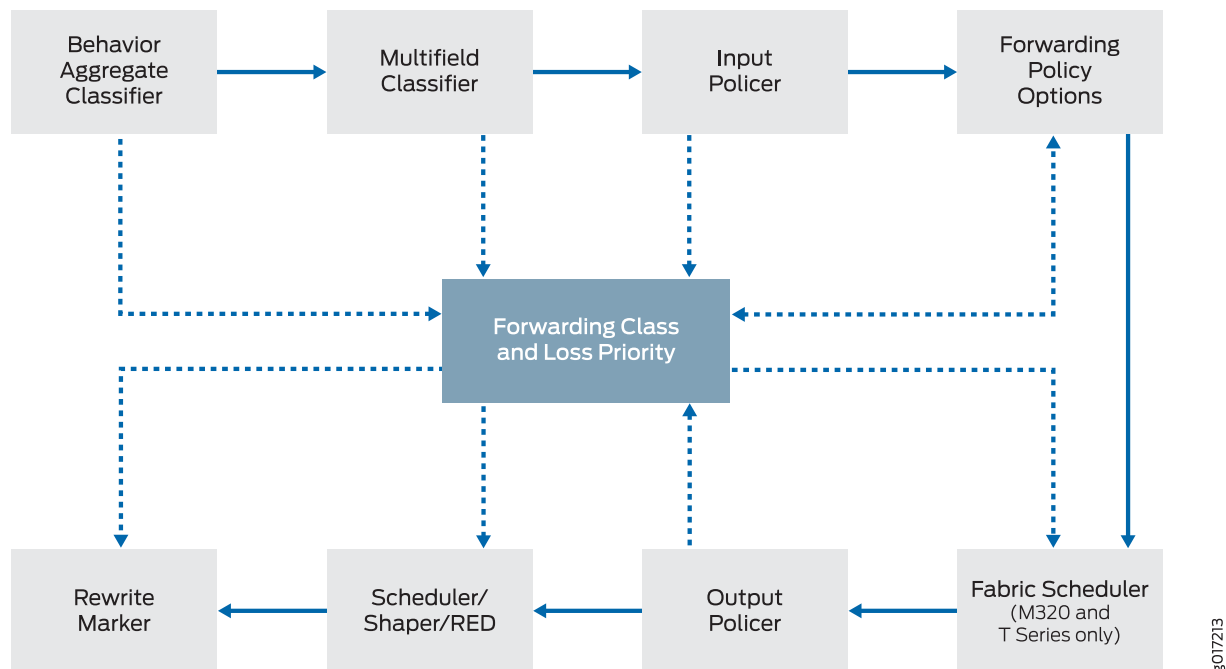 Behavior
Aggregate
Classifier
Multifield
Classifier
Input
Policer
Forwarding
Policy
Options
Forwarding Class
and Loss Priority
Rewrite
Marker
Scheduler/
Shaper/RED
Output
Policer
Fabric Scheduler
(M320 and
T Series only)
g017213